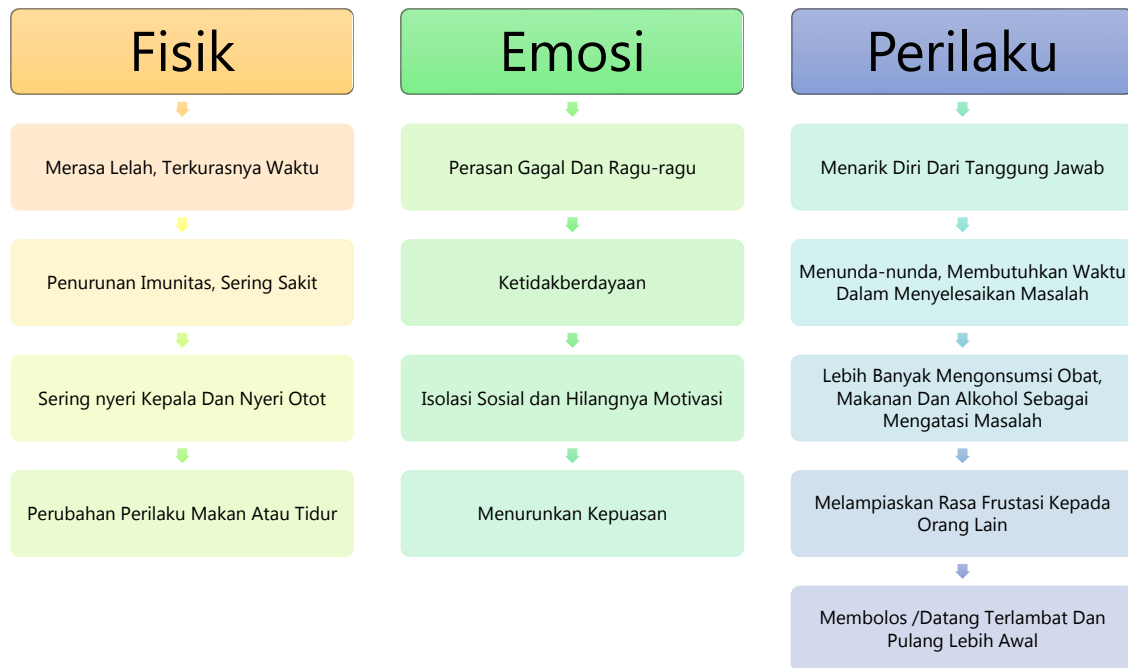 Fisik
Merasa Lelah, Terkurasnya Waktu
Penurunan Imunitas, Sering Sakit
Sering nyeri Kepala Dan Nyeri Otot
Perubahan Perilaku Makan Atau Tidur
Emosi
Perasan Gagal Dan Ragu-ragu
Ketidakberdayaan
Isolasi Sosial dan Hilangnya Motivasi
Menurunkan Kepuasan
Perilaku
Menarik Diri Dari Tanggung Jawab
Menunda-nunda, Membutuhkan Waktu
Dalam Menyelesaikan Masalah
Lebih Banyak Mengonsumsi Obat,
Makanan Dan Alkohol Sebagai
Mengatasi Masalah
Melampiaskan Rasa Frustasi Kepada
Orang Lain
Membolos /Datang Terlambat Dan
Pulang Lebih Awal